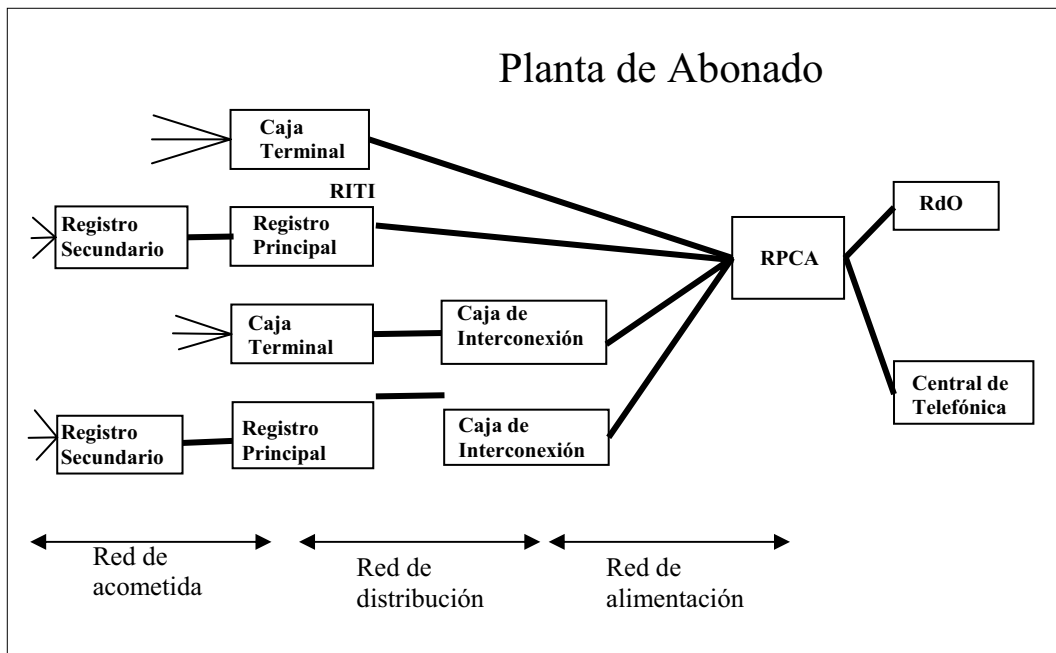 Planta de Abonado
Caja
Terminal
RITI
Registro
Secundario
Registro
Principal
RdO
RPCA
Caja
Terminal
Caja de
Interconexión
Central de
Telefónica
Registro
Secundario
Registro
Principal
Caja de
Interconexión
Red de
acometida
Red de
distribución
Red de
alimentación